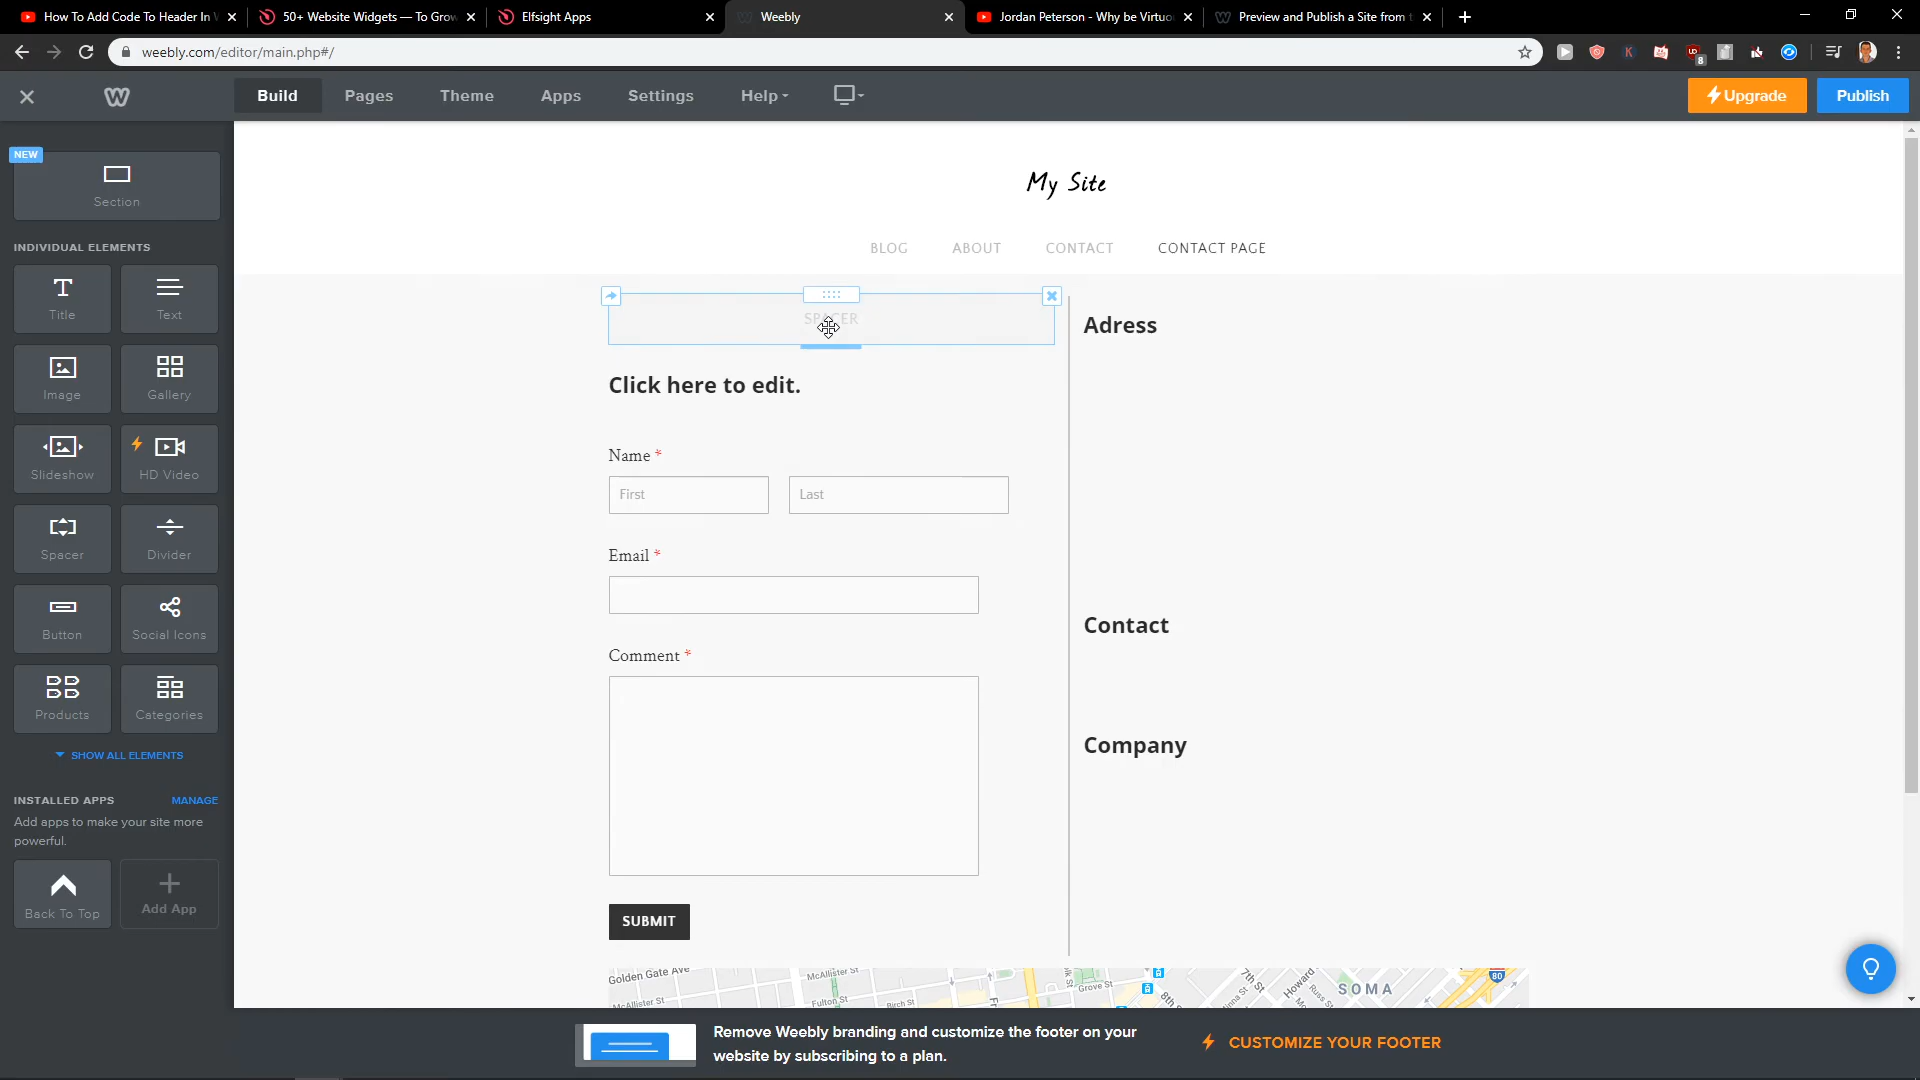 How To Add Code To Header In
50+ Website Widgets — To Grow
Elfsight Apps
Weebly
Jordan Peterson - Why be Virtuo
Preview and Publish a Site from t
weebly.com/editor/main.php#/
8
Build
Pages
Theme
Apps
Settings
Help
Upgrade
Publish
NEW
Section
INDIVIDUAL ELEMENTS
Title
Text
Image
Gallery
Slideshow
HD Video
Spacer
Divider
Button
Social Icons
Products
Categories
SHOW ALL ELEMENTS
INSTALLED APPS
MANAGE
Add apps to make your site more
powerful.
Back To Top
Add App
My Site
BLOG
ABOUT
CONTACT
CONTACT PAGE
SPACER
Click here to edit.
Name *
First
Last
Email *
Comment *
SUBMIT
Adress
Contact
Company
Golden Gate Ave
McAllister St
McAllister St
Fulton St
Birch St
Grove St
8th
7th St
Howard
Russ St
SOMA
80
Remove Weebly branding and customize the footer on your
website by subscribing to a plan.
CUSTOMIZE YOUR FOOTER